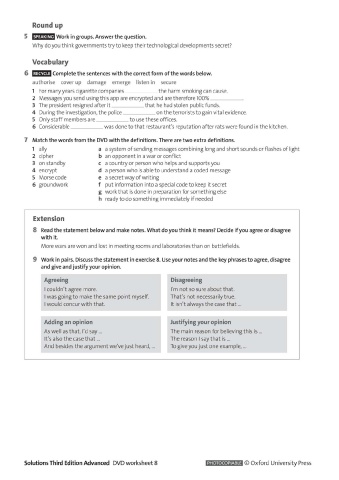 Round up
5 SPEAKING Work in groups. Answer the question.
Why do you think governments try to keep their technological developments secret?
Vocabulary
6 RECYCLE Complete the sentences with the correct form of the words below.
authorise cover up damage emerge listen in secure
1 For many years cigarette companies ____________ the harm smoking can cause.
2 Messages you send using this app are encrypted and are therefore 100% ____________.
3 The president resigned after it ____________ that he had stolen public funds.
4 During the investigation, the police ____________ on the terrorists to gain vital evidence.
5 Only staff members are ____________ to use these offices.
6 Considerable ____________ was done to that restaurant's reputation after rats were found in the kitchen.
7 Match the words from the DVD with the definitions. There are two extra definitions.
1 ally a a system of sending messages combining long and short sounds or flashes of light
2 cipher b an opponent in a war or conflict
3 on standby c a country or person who helps and supports you
4 encrypt d a person who is able to understand a coded message
5 Morse code e a secret way of writing
6 groundwork f put information into a special code to keep it secret
g work that is done in preparation for something else
h ready to do something immediately if needed
Extension
8 Read the statement below and make notes. What do you think it means? Decide if you agree or disagree
with it.
More wars are won and lost in meeting rooms and laboratories than on battlefields.
9 Work in pairs. Discuss the statement in exercise 8. Use your notes and the key phrases to agree, disagree
and give and justify your opinion.
Agreeing
I couldn't agree more.
I was going to make the same point myself.
I would concur with that.
Disagreeing
I'm not so sure about that.
That's not necessarily true.
It isn't always the case that …
Adding an opinion
As well as that, I'd say …
It's also the case that …
And besides the argument we've just heard, …
Justifying your opinion
The main reason for believing this is …
The reason I say that is …
To give you just one example, …
Solutions Third Edition Advanced DVD worksheet 8 PHOTOCOPIABLE © Oxford University Press